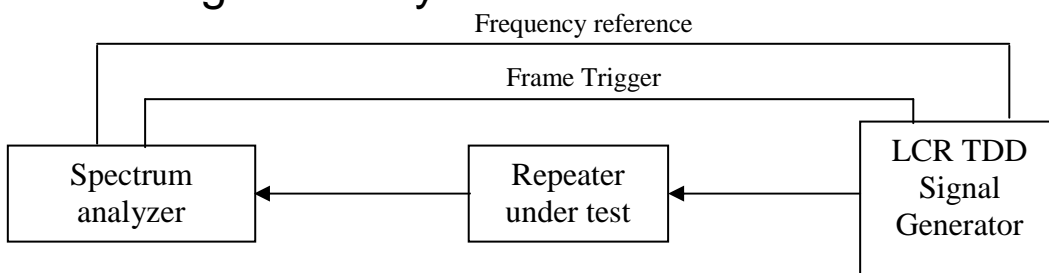 Frequency reference
Frame Trigger
Spectrum
analyzer
Repeater
under test
LCR TDD
Signal
Generator